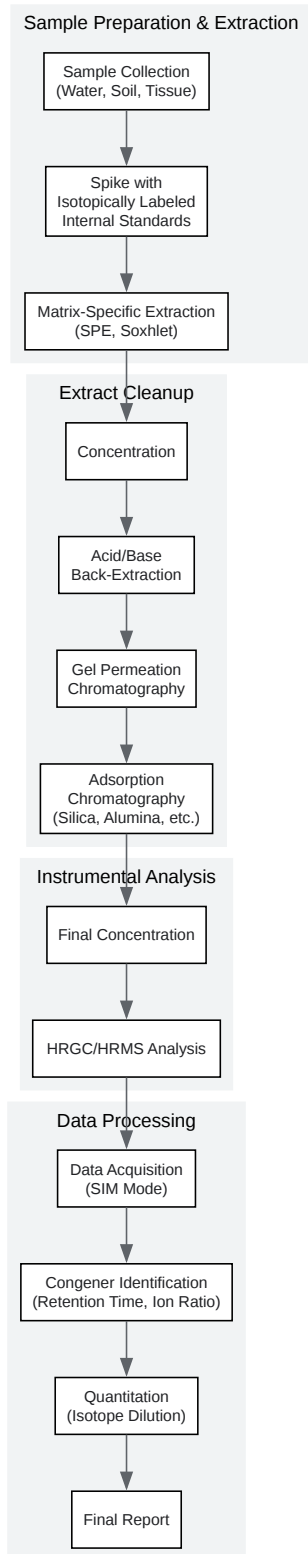 Sample Preparation & Extraction
Sample Collection
(Water, Soil, Tissue)
Spike with
Isotopically Labeled
Internal Standards
Matrix-Specific Extraction
(SPE, Soxhlet)
Extract Cleanup
Concentration
Acid/Base
Back-Extraction
Gel Permeation
Chromatography
Adsorption
Chromatography
(Silica, Alumina, etc.)
Instrumental Analysis
Final Concentration
HRGC/HRMS Analysis
Data Processing
Data Acquisition
(SIM Mode)
Congener Identification
(Retention Time, Ion Ratio)
Quantitation
(Isotope Dilution)
Final Report